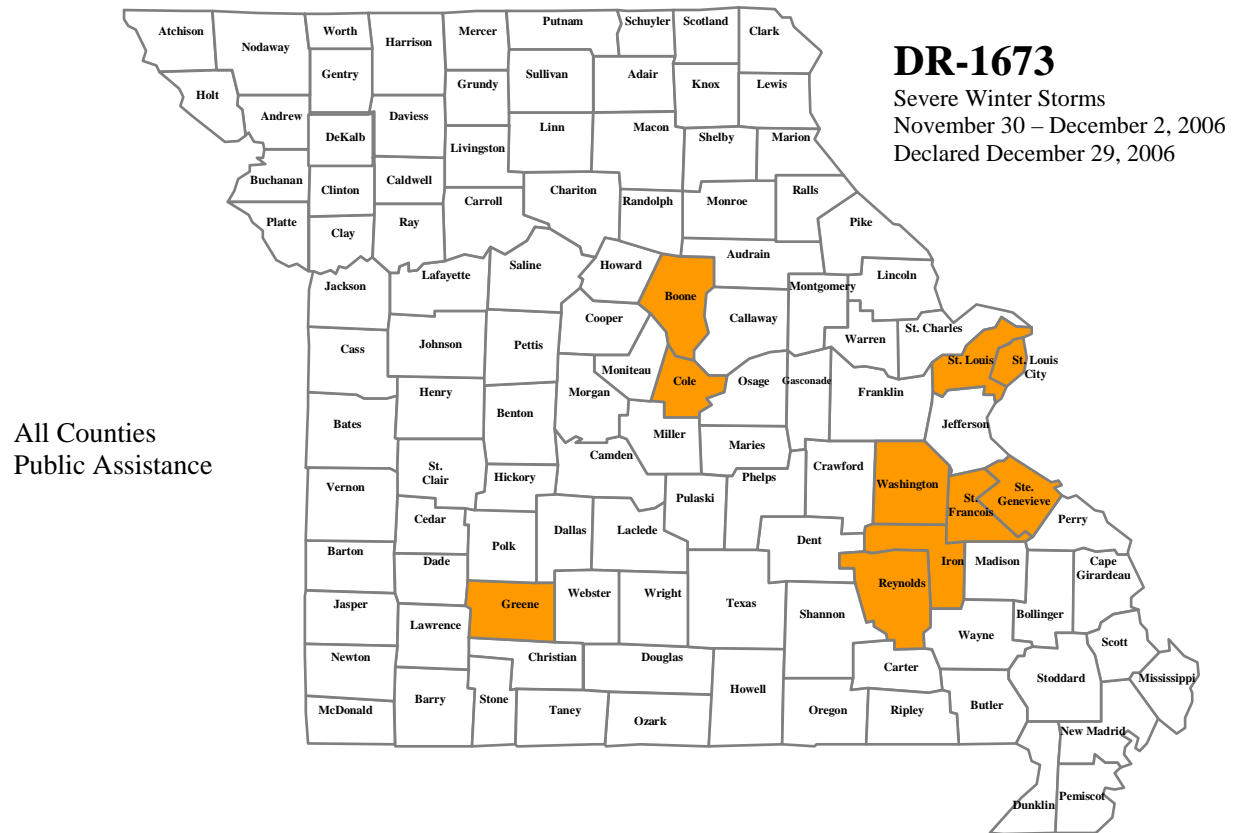 DR-1673
Severe Winter Storms
November 30 – December 2, 2006
Declared December 29, 2006
All Counties
Public Assistance
Atchison
Nodaway
Worth
Harrison
Mercer
Putnam
Schuyler
Scotland
Clark
Gentry
Sullivan
Adair
Knox
Lewis
Holt
Grundy
Andrew
DeKalb
Daviess
Livingston
Linn
Macon
Shelby
Marion
Buchanan
Clinton
Caldwell
Carroll
Chariton
Randolph
Monroe
Ralls
Platte
Clay
Ray
Pike
Jackson
Lafayette
Saline
Howard
Boone
Audrain
Montgomery
Lincoln
Cass
Johnson
Pettis
Cooper
Callaway
Warren
St. Charles
St. Louis
St. Louis
City
Moniteau
Cole
Osage
Gasconade
Franklin
Bates
Henry
Benton
Morgan
Miller
Maries
Jefferson
Camden
St.
Clair
Hickory
Pulaski
Phelps
Crawford
Washington
St.
Francois
Ste.
Genevieve
Perry
Vernon
Cedar
Polk
Dallas
Laclede
Dent
Iron
Madison
Cape
Girardeau
Barton
Dade
Greene
Webster
Wright
Texas
Reynolds
Bollinger
Jasper
Lawrence
Shannon
Wayne
Scott
Newton
Christian
Douglas
Carter
Stoddard
Mississippi
McDonald
Barry
Stone
Taney
Ozark
Howell
Oregon
Ripley
Butler
New Madrid
Dunklin
Pemiscot